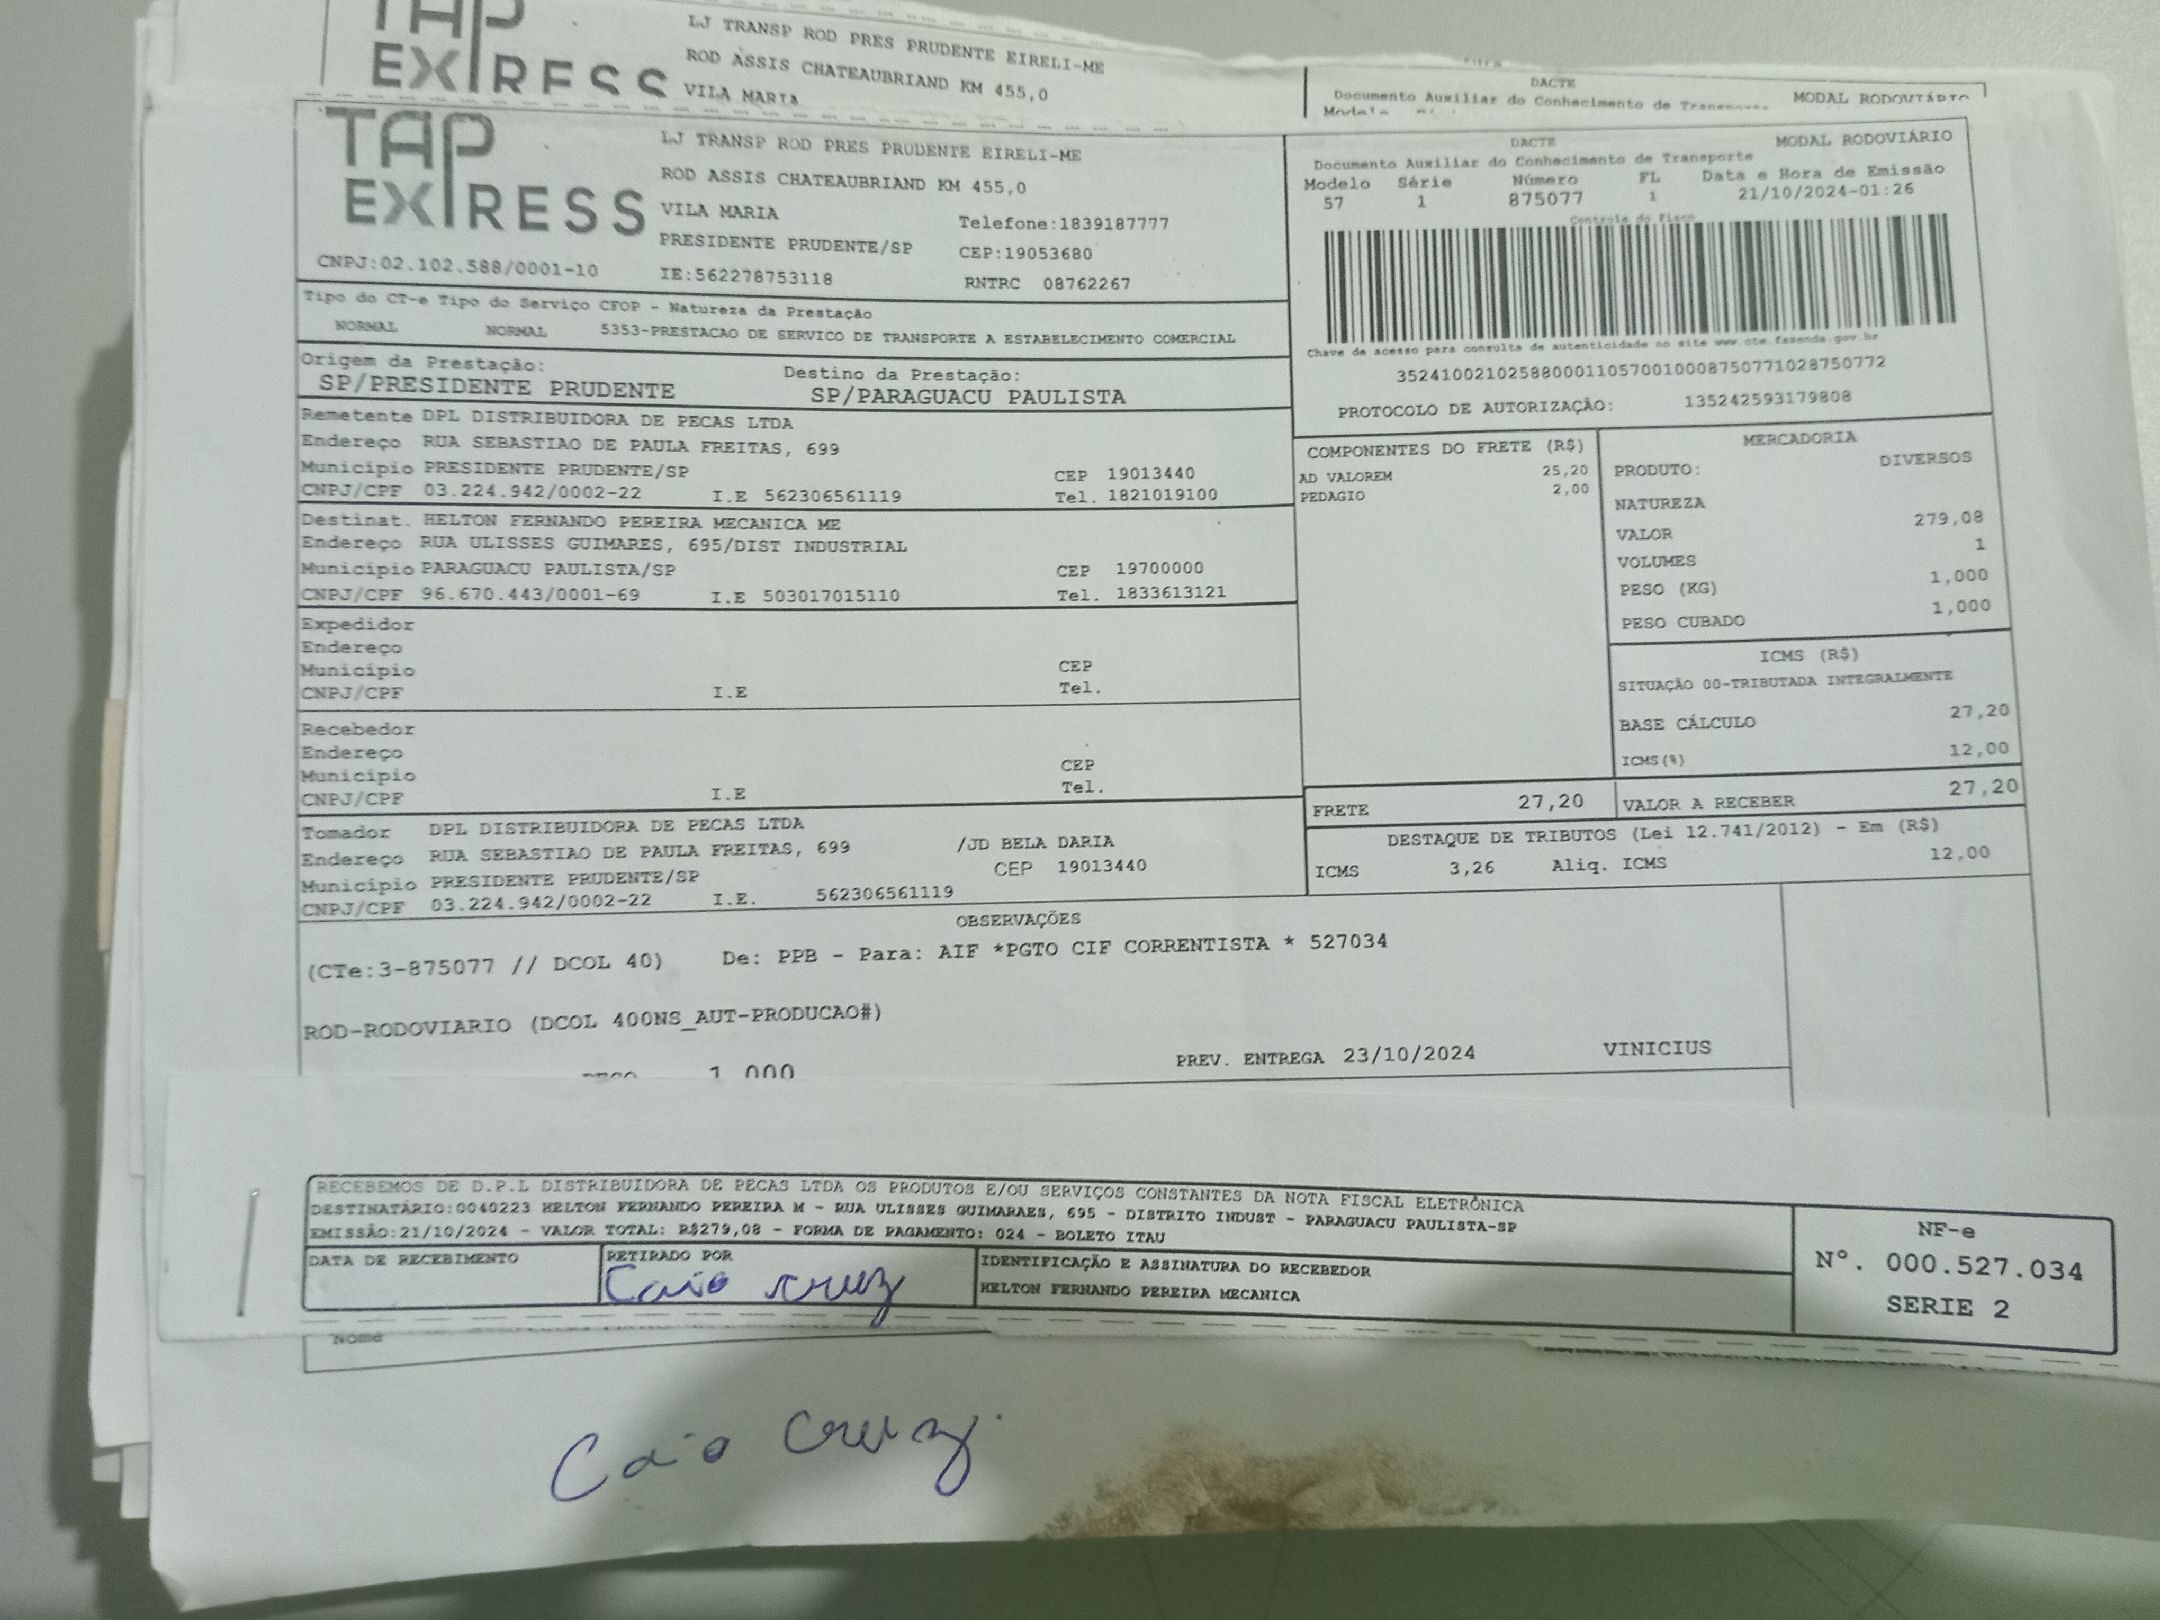 TAP
EXPRESS
LJ TRANSP ROD PRES PRUDENTE EIRELI-ME
ROD ASSIS CHATEAUBRIAND KM 455,0
VILA MARIA
DACTE
Documento Auxiliar do Conhecimento de Transporte
MODAL RODOVIÁRIO
TAP
EXPRESS
CNPJ:02.102.588/0001-10
LJ TRANSP ROD PRES PRUDENTE EIRELI-ME
ROD ASSIS CHATEAUBRIAND KM 455,0
VILA MARIA Telefone:1839187777
PRESIDENTE PRUDENTE/SP CEP:19053680
IE:562278753118 RNTRC 08762267
DACTE MODAL RODOVIÁRIO
Documento Auxiliar do Conhecimento de Transporte
Modelo Série Número FL Data e Hora de Emissão
57 1 875077 1 21/10/2024-01:26
Controle do Fisco
Chave de acesso para consulta de autenticidade no site www.cte.fazenda.gov.br
35241002102588000110570010008750771028750772
PROTOCOLO DE AUTORIZAÇÃO: 135242593179808
Tipo do CT-e Tipo do Serviço CFOP - Natureza da Prestação
NORMAL NORMAL 5353-PRESTACAO DE SERVICO DE TRANSPORTE A ESTABELECIMENTO COMERCIAL
Origem da Prestação: Destino da Prestação:
SP/PRESIDENTE PRUDENTE SP/PARAGUACU PAULISTA
Remetente DPL DISTRIBUIDORA DE PECAS LTDA
Endereço RUA SEBASTIAO DE PAULA FREITAS, 699
Município PRESIDENTE PRUDENTE/SP CEP 19013440
CNPJ/CPF 03.224.942/0002-22 I.E 562306561119 Tel. 1821019100
Destinat. HELTON FERNANDO PEREIRA MECANICA ME
Endereço RUA ULISSES GUIMARES, 695/DIST INDUSTRIAL
Município PARAGUACU PAULISTA/SP CEP 19700000
CNPJ/CPF 96.670.443/0001-69 I.E 503017015110 Tel. 1833613121
Expedidor
Endereço
Município CEP
CNPJ/CPF I.E Tel.
Recebedor
Endereço
Município CEP
CNPJ/CPF I.E Tel.
Tomador DPL DISTRIBUIDORA DE PECAS LTDA
Endereço RUA SEBASTIAO DE PAULA FREITAS, 699 /JD BELA DARIA
Município PRESIDENTE PRUDENTE/SP CEP 19013440
CNPJ/CPF 03.224.942/0002-22 I.E. 562306561119
COMPONENTES DO FRETE (R$)
AD VALOREM 25,20
PEDAGIO 2,00
MERCADORIA
PRODUTO: DIVERSOS
NATUREZA
VALOR 279,08
VOLUMES 1
PESO (KG) 1,000
PESO CUBADO 1,000
ICMS (R$)
SITUAÇÃO 00-TRIBUTADA INTEGRALMENTE
BASE CÁLCULO 27,20
ICMS(%) 12,00
FRETE 27,20 VALOR A RECEBER 27,20
DESTAQUE DE TRIBUTOS (Lei 12.741/2012) - Em (R$)
ICMS 3,26 Aliq. ICMS 12,00
OBSERVAÇÕES
(CTe:3-875077 // DCOL 40) De: PPB - Para: AIF *PGTO CIF CORRENTISTA * 527034
ROD-RODOVIARIO (DCOL 400NS_AUT-PRODUCAO#)
PREV. ENTREGA 23/10/2024 VINICIUS
PESO 1,000
RECEBEMOS DE D.P.L DISTRIBUIDORA DE PECAS LTDA OS PRODUTOS E/OU SERVIÇOS CONSTANTES DA NOTA FISCAL ELETRÔNICA
DESTINATÁRIO:0040223 HELTON FERNANDO PEREIRA M - RUA ULISSES GUIMARAES, 695 - DISTRITO INDUST - PARAGUACU PAULISTA-SP
EMISSÃO:21/10/2024 - VALOR TOTAL: R$279,08 - FORMA DE PAGAMENTO: 024 - BOLETO ITAU
DATA DE RECEBIMENTO RETIRADO POR IDENTIFICAÇÃO E ASSINATURA DO RECEBEDOR
Caio Cruz HELTON FERNANDO PEREIRA MECANICA
NF-e
Nº. 000.527.034
SERIE 2
Nome
Caio Cruz